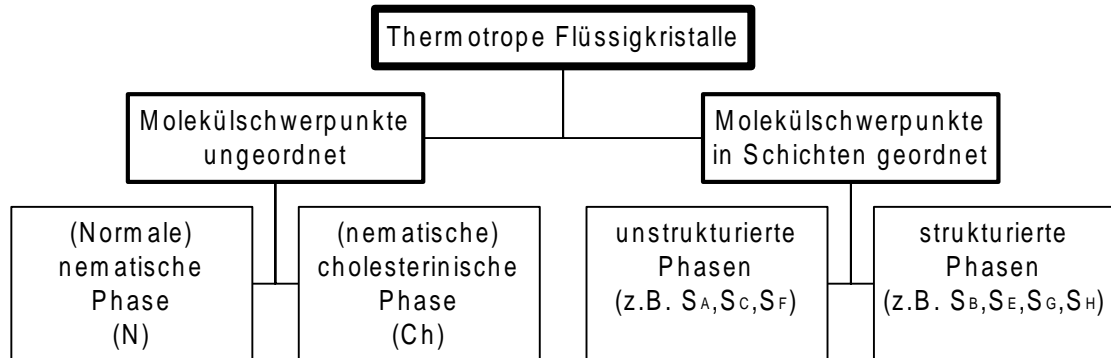 Thermotrope Flüssigkristalle
Molekülschwerpunkte
ungeordnet
Molekülschwerpunkte
in Schichten geordnet
(Normale)
nematische
Phase
(N)
(nematische)
cholesterinische
Phase
(Ch)
unstrukturierte
Phasen
(z.B. SA,SC,SF)
strukturierte
Phasen
(z.B. SB,SE,SG,SH)